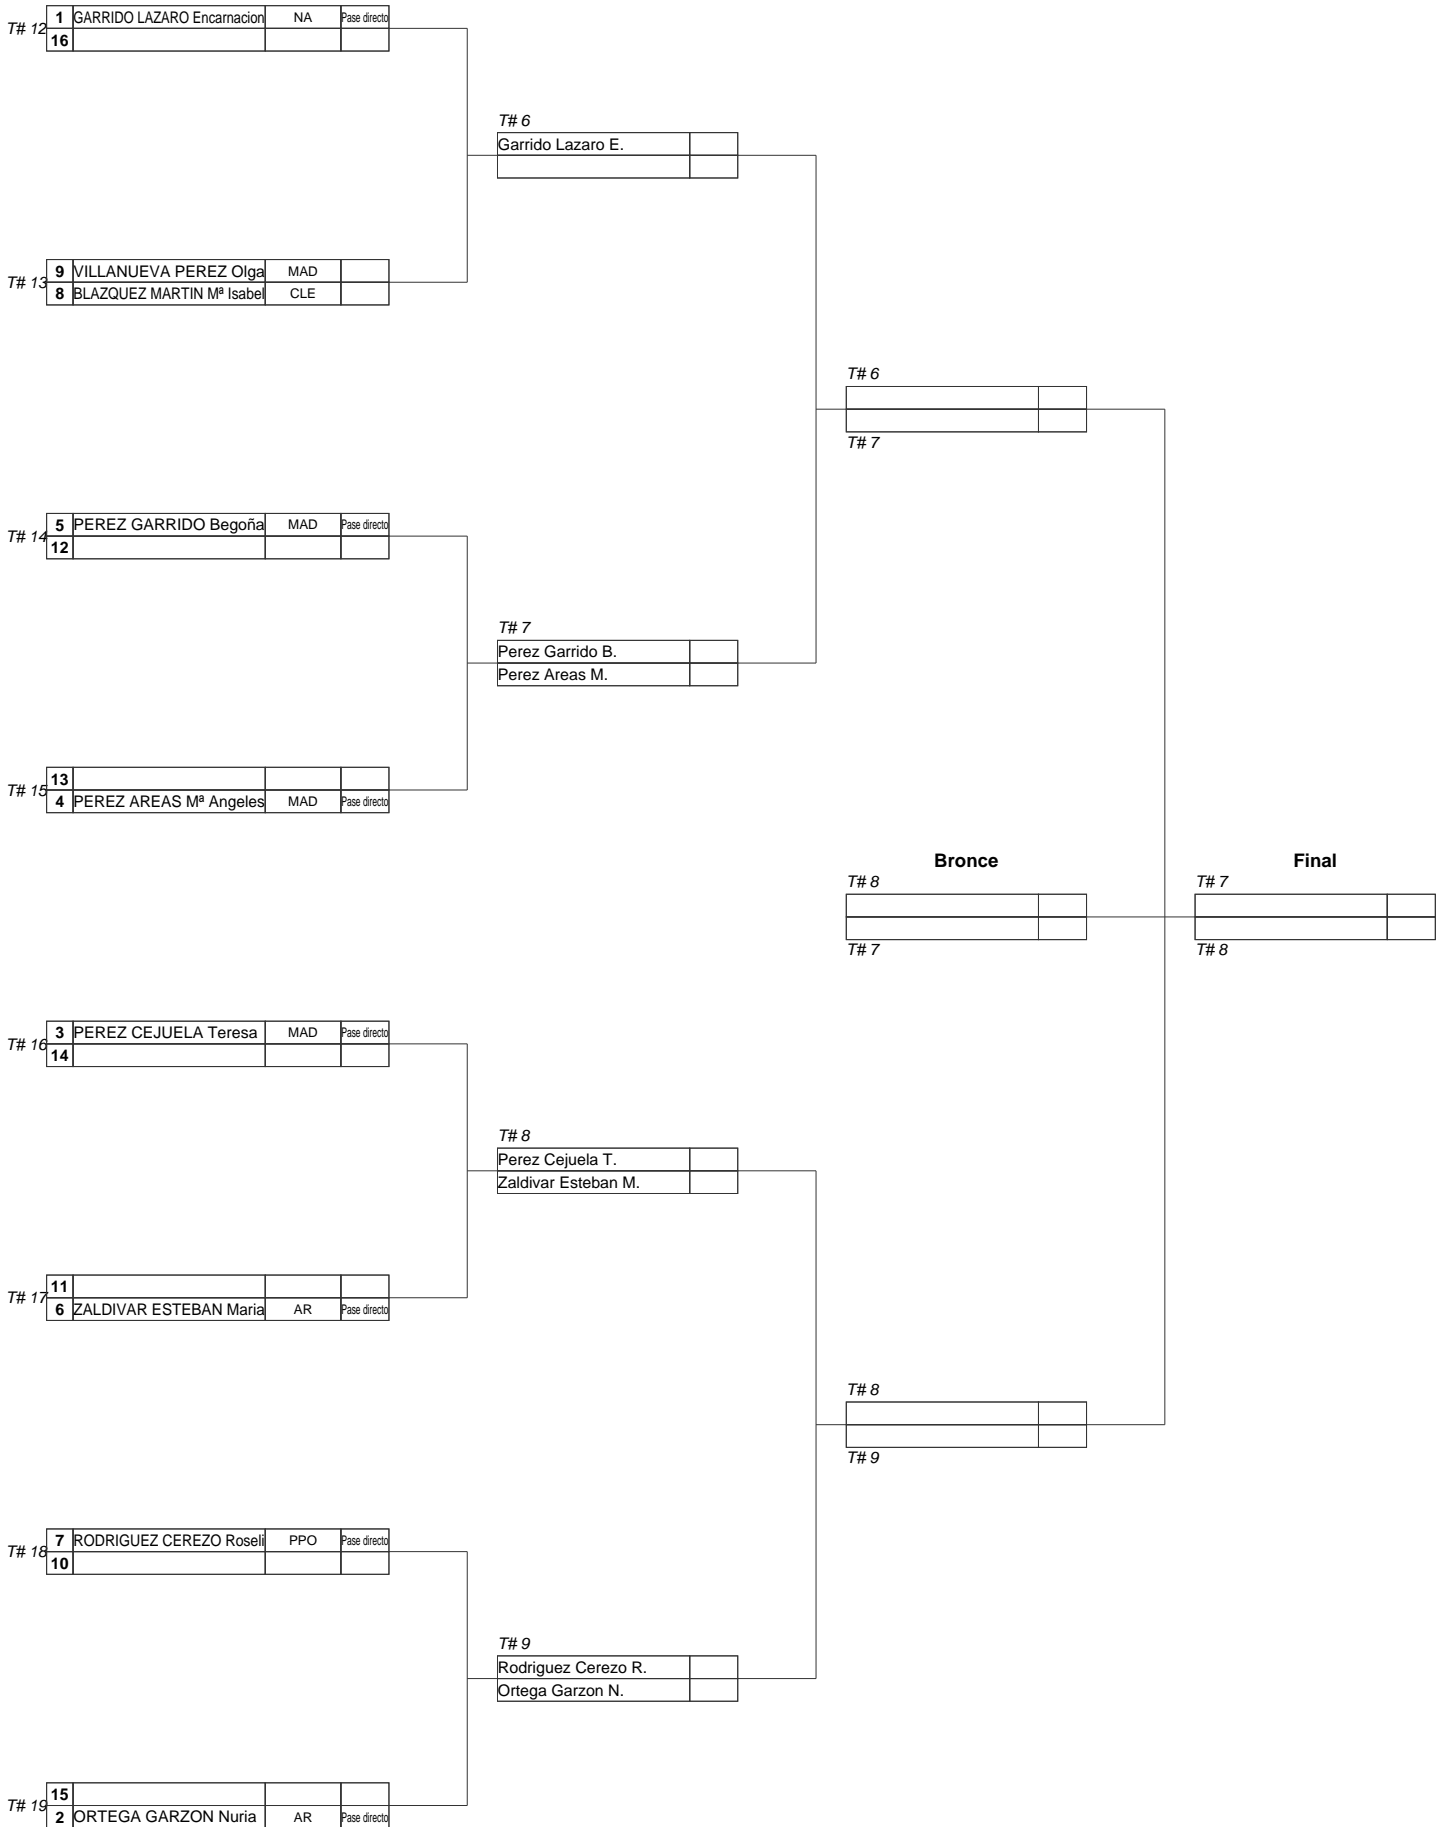 T# 12
1 GARRIDO LAZARO Encarnacion NA Pase directo
16
T# 6
Garrido Lazaro E.
T# 13
9 VILLANUEVA PEREZ Olga MAD
8 BLAZQUEZ MARTIN Mª Isabel CLE
T# 6
T# 7
T# 14
5 PEREZ GARRIDO Begoña MAD Pase directo
12
T# 7
Perez Garrido B.
Perez Areas M.
T# 15
13
4 PEREZ AREAS Mª Angeles MAD Pase directo
Bronce
T# 8
T# 7
Final
T# 7
T# 8
T# 16
3 PEREZ CEJUELA Teresa MAD Pase directo
14
T# 8
Perez Cejuela T.
Zaldivar Esteban M.
T# 17
11
6 ZALDIVAR ESTEBAN Maria AR Pase directo
T# 8
T# 9
T# 18
7 RODRIGUEZ CEREZO Roseli PPO Pase directo
10
T# 9
Rodriguez Cerezo R.
Ortega Garzon N.
T# 19
15
2 ORTEGA GARZON Nuria AR Pase directo